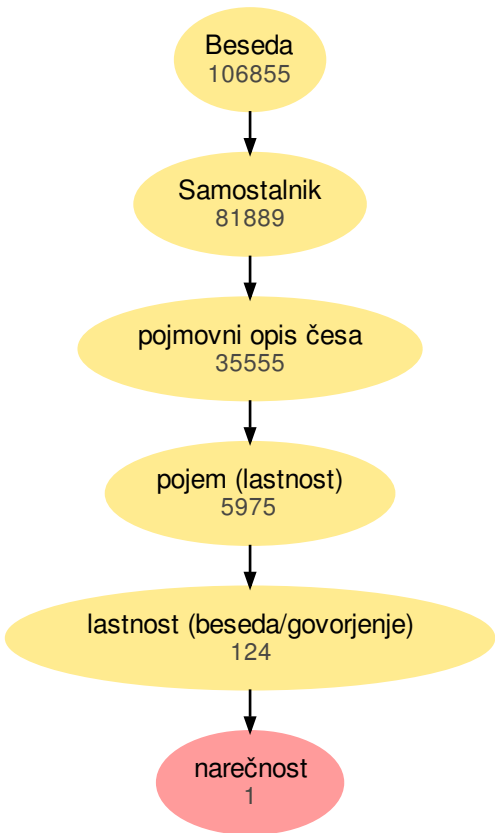 Beseda
106855
Samostalnik
81889
pojmovni opis česa
35555
pojem (lastnost)
5975
lastnost (beseda/govorjenje)
124
narečnost
1